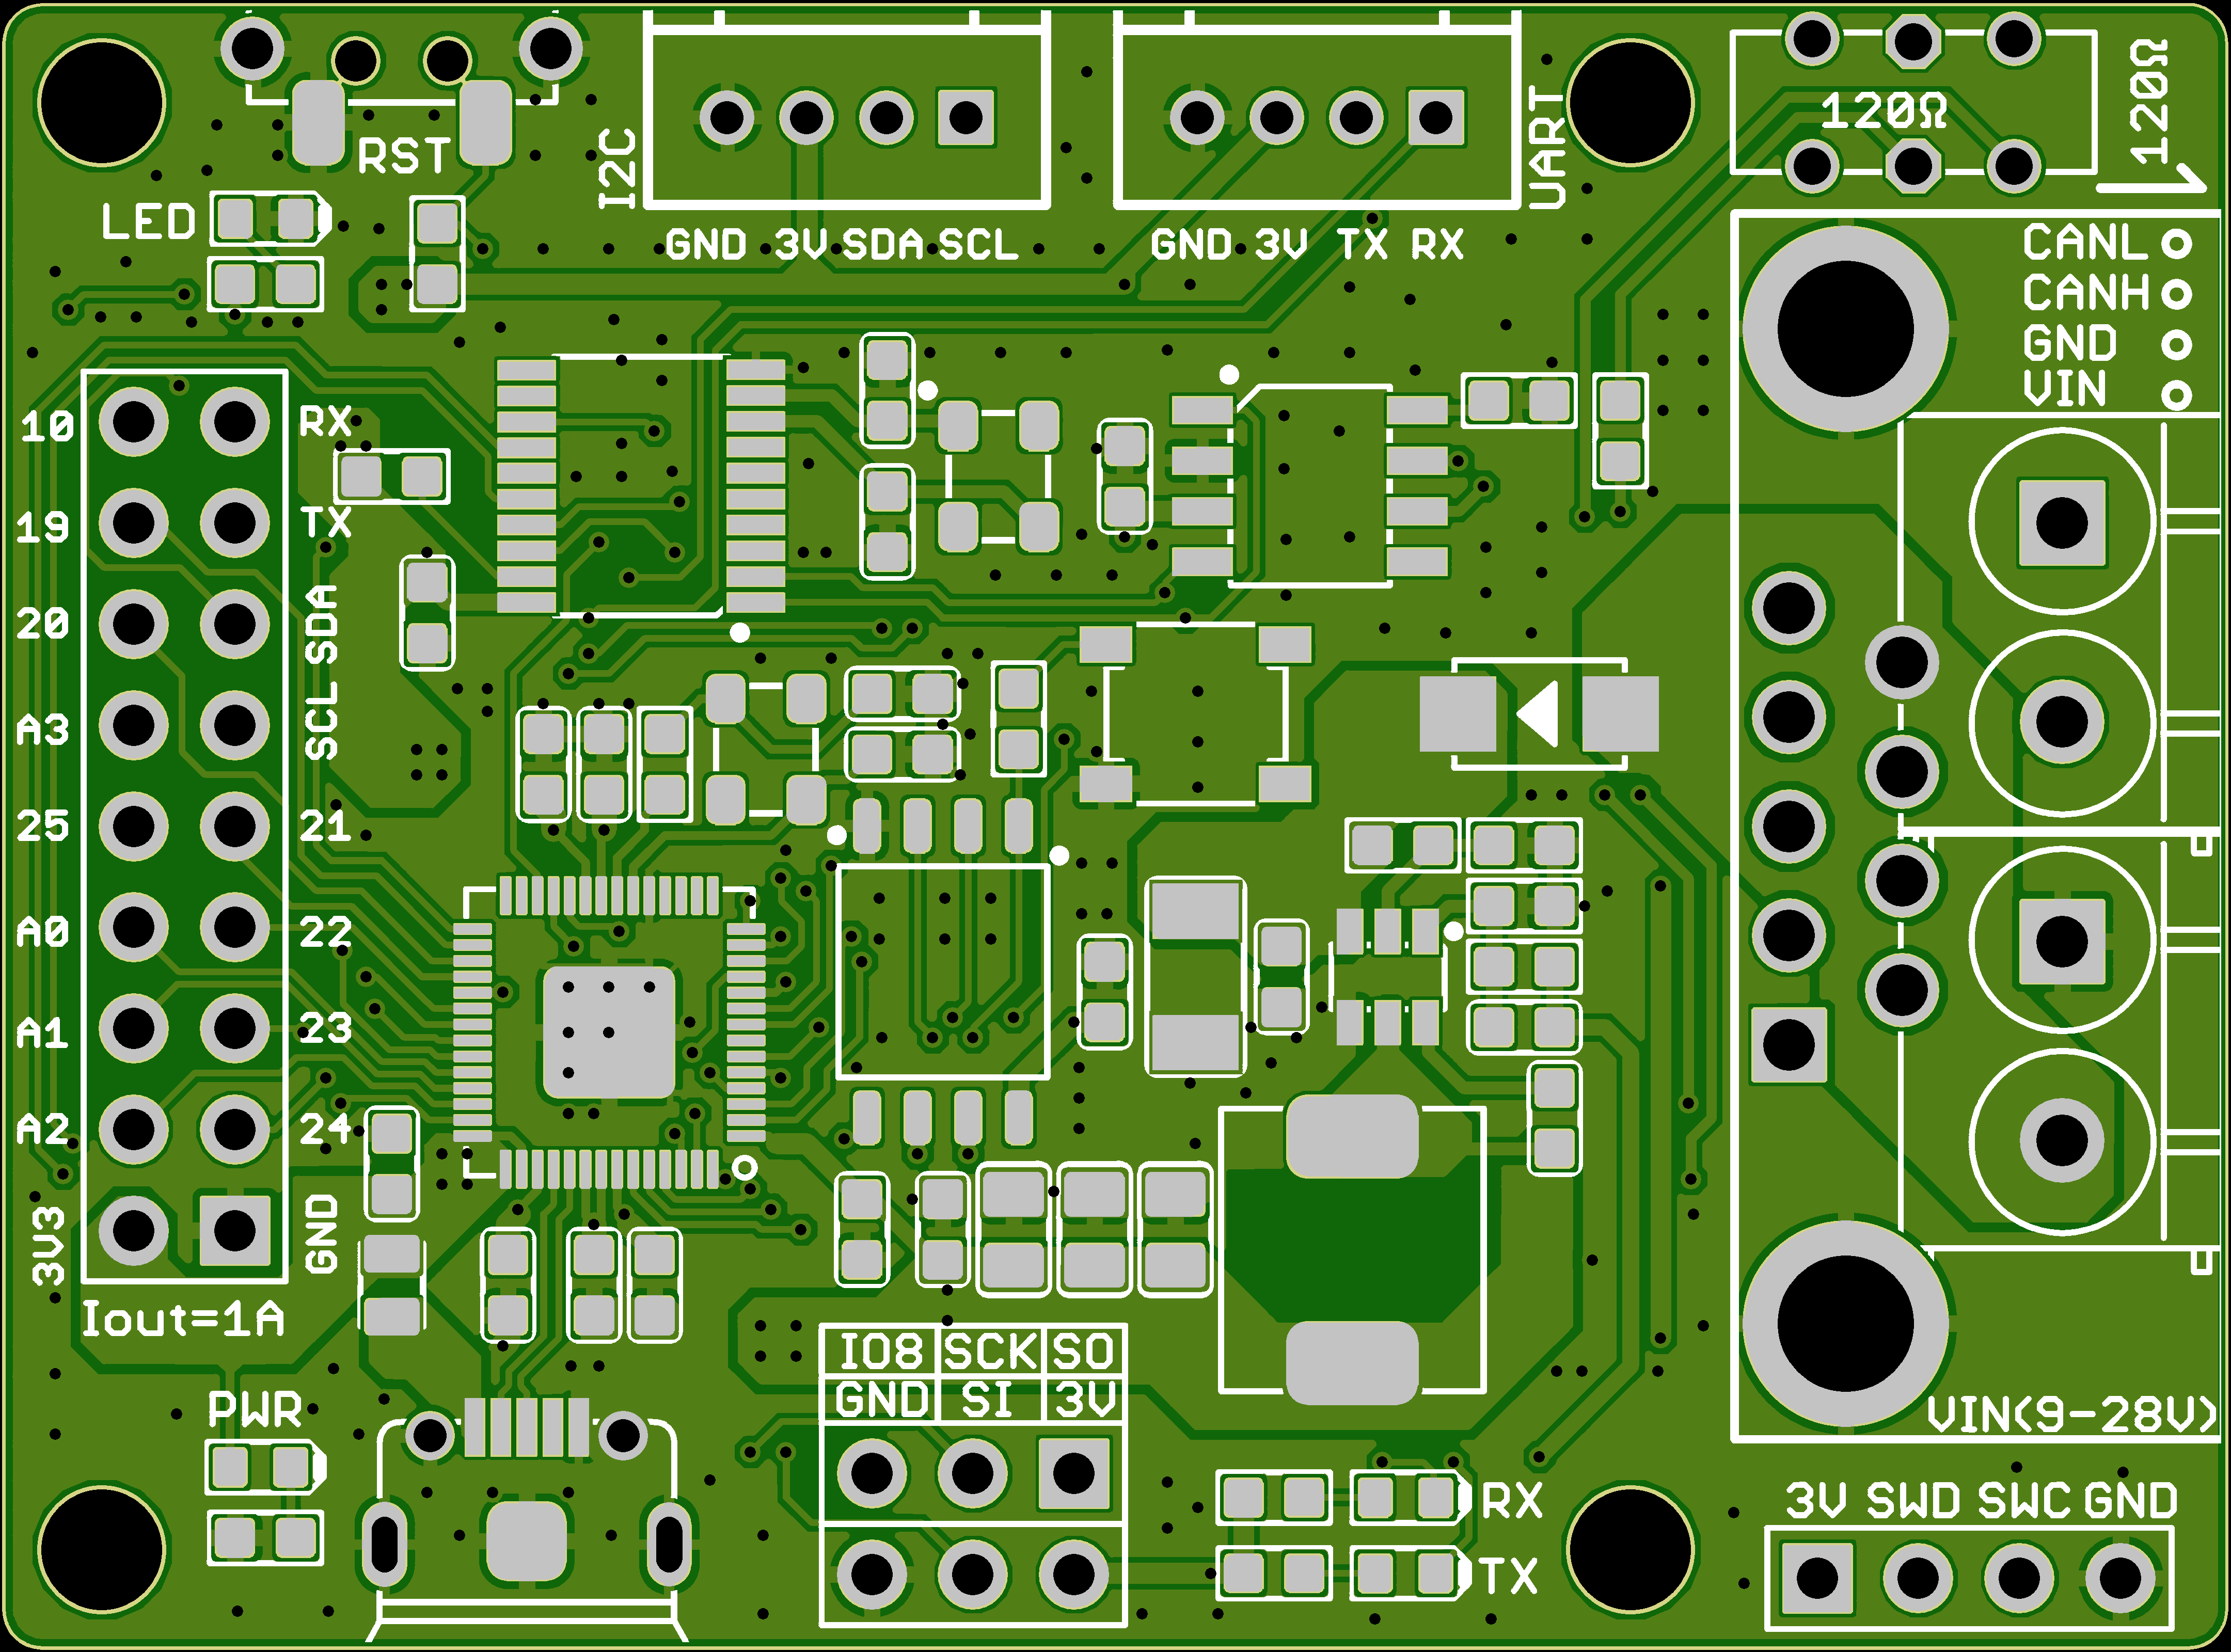 RST
I2C
UART
120Ω
120Ω
1
LED
GND 3V SDA SCL
GND 3V TX RX
CANL
CANH
GND
VIN
10 RX
19 TX
20 SDA
A3 SCL
25 21
A0 22
A1 23
A2 24
3V3 GND
Iout=1A
PWR
IO8 SCK SO
GND SI 3V
VIN(9-28V)
RX
TX
3V SWD SWC GND